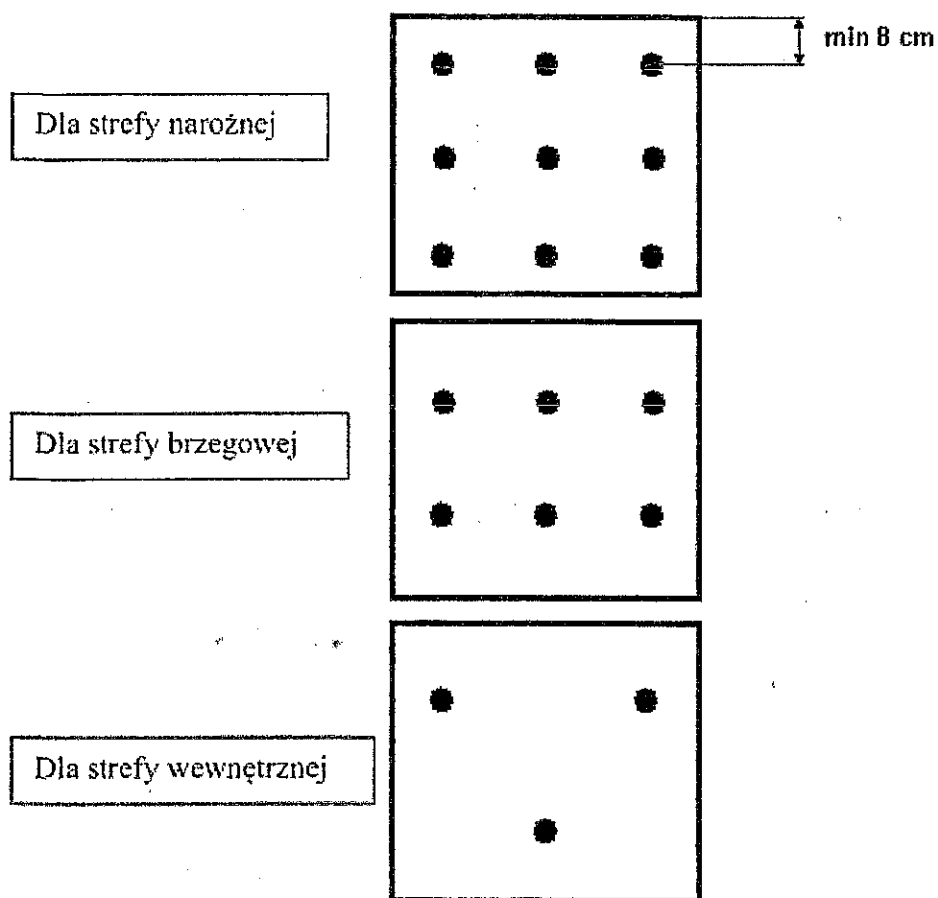 min 8 cm
Dla strefy narożnej
Dla strefy brzegowej
Dla strefy wewnętrznej